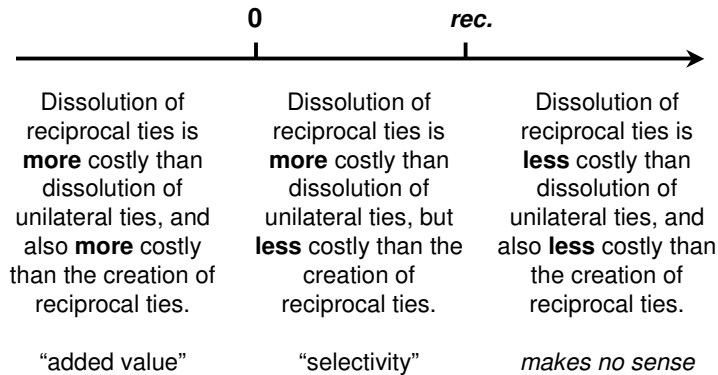 0
rec.
Dissolution of
reciprocal ties is
more costly than
dissolution of
unilateral ties, and
also more costly
than the creation of
reciprocal ties.
"added value"
Dissolution of
reciprocal ties is
more costly than
dissolution of
unilateral ties, but
less costly than the
creation of
reciprocal ties.
"selectivity"
Dissolution of
reciprocal ties is
less costly than
dissolution of
unilateral ties, and
also less costly than
the creation of
reciprocal ties.
makes no sense